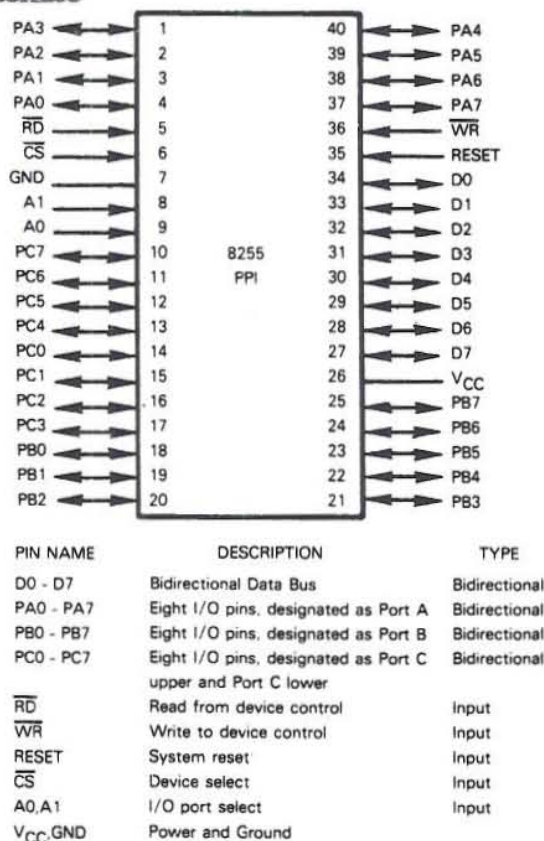 PA3 1 40 PA4
PA2 2 39 PA5
PA1 3 38 PA6
PA0 4 37 PA7
RD 5 36 WR
CS 6 35 RESET
GND 7 34 D0
A1 8 33 D1
A0 9 32 D2
PC7 10 8255 31 D3
PC6 11 PPI 30 D4
PC5 12 29 D5
PC4 13 28 D6
PC0 14 27 D7
PC1 15 26 VCC
PC2 16 25 PB7
PC3 17 24 PB6
PB0 18 23 PB5
PB1 19 22 PB4
PB2 20 21 PB3
PIN NAME DESCRIPTION TYPE
D0 - D7 Bidirectional Data Bus Bidirectional
PA0 - PA7 Eight I/O pins, designated as Port A Bidirectional
PB0 - PB7 Eight I/O pins, designated as Port B Bidirectional
PC0 - PC7 Eight I/O pins, designated as Port C Bidirectional
upper and Port C lower
RD Read from device control Input
WR Write to device control Input
RESET System reset Input
CS Device select Input
A0,A1 I/O port select Input
VCC,GND Power and Ground